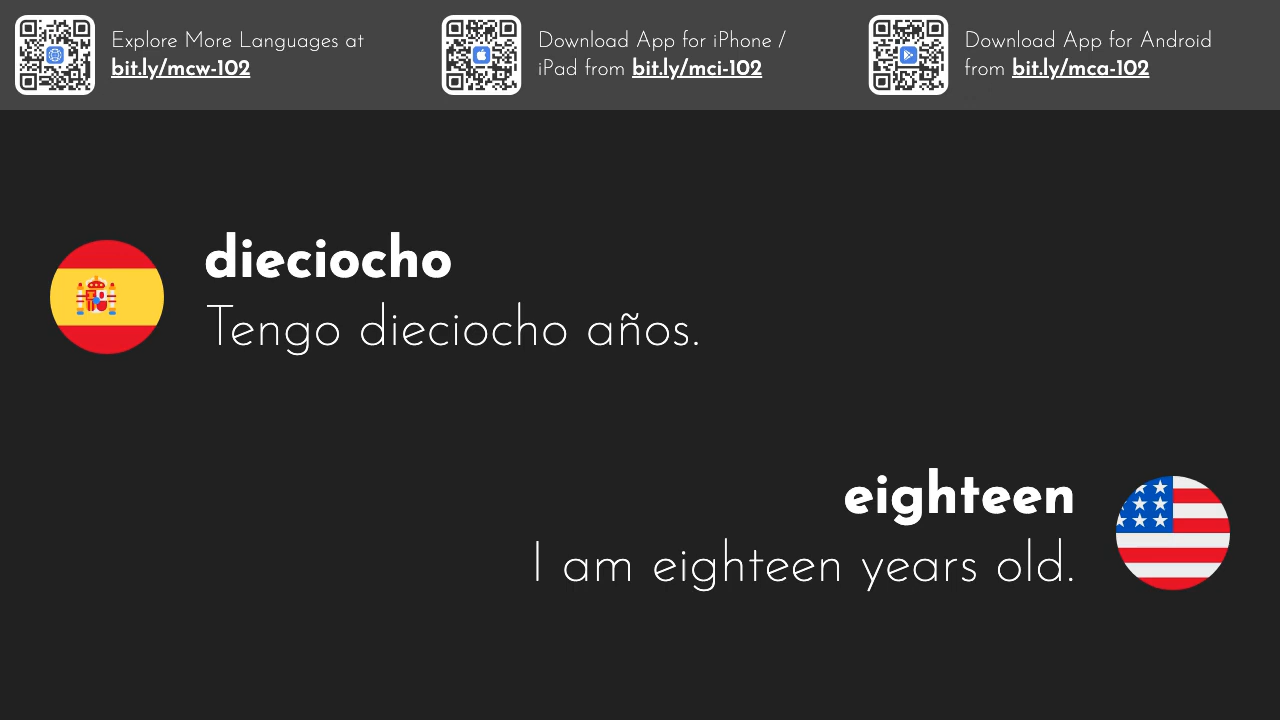 Explore More Languages at
bit.ly/mcw-102
Download App for iPhone /
iPad from bit.ly/mci-102
Download App for Android
from bit.ly/mca-102
dieciocho
Tengo dieciocho años.
eighteen
I am eighteen years old.